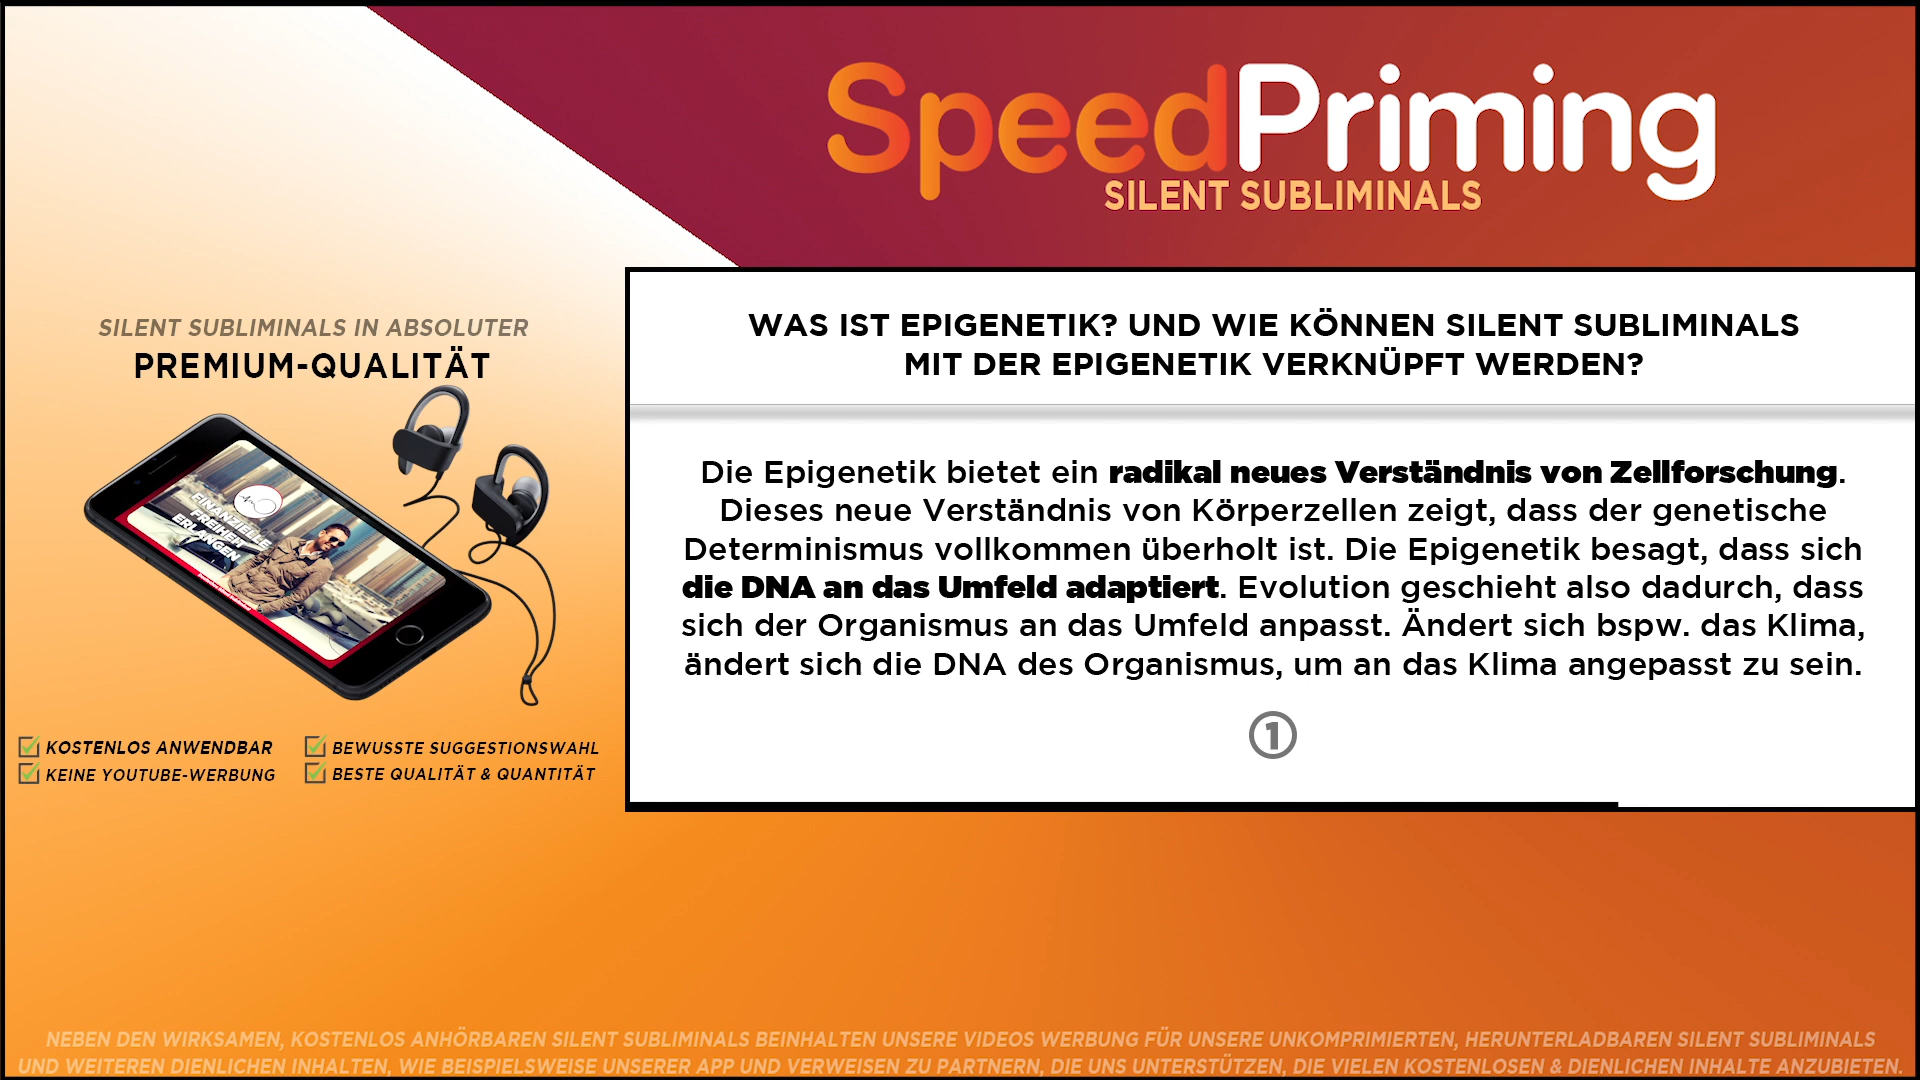 SpeedPriming
SILENT SUBLIMINALS
SILENT SUBLIMINALS IN ABSOLUTER
PREMIUM-QUALITÄT
FINANZIELLE
FREIHEIT
ERLANGEN
KOSTENLOS ANWENDBAR
KEINE YOUTUBE-WERBUNG
BEWUSSTE SUGGESTIONSWAHL
BESTE QUALITÄT & QUANTITÄT
WAS IST EPIGENETIK? UND WIE KÖNNEN SILENT SUBLIMINALS
MIT DER EPIGENETIK VERKNÜPFT WERDEN?
Die Epigenetik bietet ein radikal neues Verständnis von Zellforschung.
Dieses neue Verständnis von Körperzellen zeigt, dass der genetische
Determinismus vollkommen überholt ist. Die Epigenetik besagt, dass sich
die DNA an das Umfeld adaptiert. Evolution geschieht also dadurch, dass
sich der Organismus an das Umfeld anpasst. Ändert sich bspw. das Klima,
ändert sich die DNA des Organismus, um an das Klima angepasst zu sein.
1
NEBEN DEN WIRKSAMEN, KOSTENLOS ANHÖRBAREN SILENT SUBLIMINALS BEINHALTEN UNSERE VIDEOS WERBUNG FÜR UNSERE UNKOMPRIMIERTEN, HERUNTERLADBAREN SILENT SUBLIMINALS
UND WEITEREN DIENLICHEN INHALTEN, WIE BEISPIELSWEISE UNSERER APP UND VERWEISEN ZU PARTNERN, DIE UNS UNTERSTÜTZEN, DIE VIELEN KOSTENLOSEN & DIENLICHEN INHALTE ANZUBIETEN.